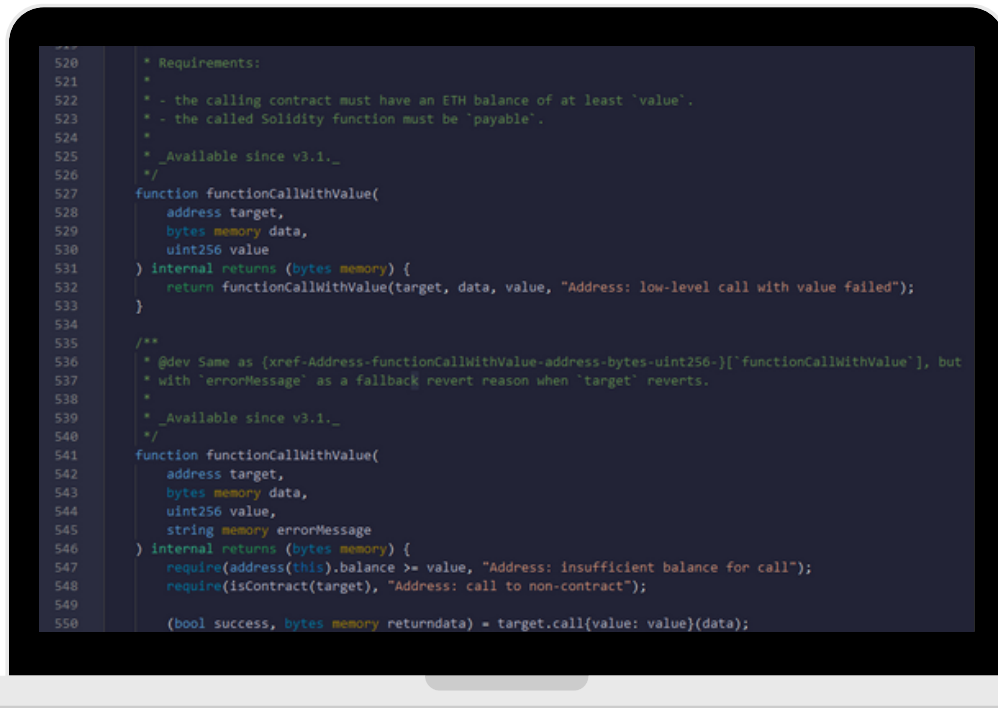 520 * Requirements:
521 *
522 * - the calling contract must have an ETH balance of at least `value`.
523 * - the called Solidity function must be `payable`.
524 *
525 * _Available since v3.1._
526 */
527 function functionCallWithValue(
528 address target,
529 bytes memory data,
530 uint256 value
531 ) internal returns (bytes memory) {
532 return functionCallWithValue(target, data, value, "Address: low-level call with value failed");
533 }
534
535 /**
536 * @dev Same as {xref-Address-functionCallWithValue-address-bytes-uint256-}[`functionCallWithValue`], but
537 * with `errorMessage` as a fallback revert reason when `target` reverts.
538 *
539 * _Available since v3.1._
540 */
541 function functionCallWithValue(
542 address target,
543 bytes memory data,
544 uint256 value,
545 string memory errorMessage
546 ) internal returns (bytes memory) {
547 require(address(this).balance >= value, "Address: insufficient balance for call");
548 require(isContract(target), "Address: call to non-contract");
549
550 (bool success, bytes memory returndata) = target.call{value: value}(data);